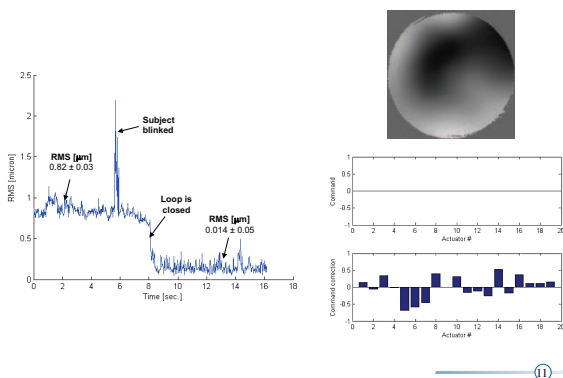 2.5
2
1.5
1
0.5
0
RMS [micron]
Subject
blinked
RMS [µm]
0.82 ± 0.03
Loop is
closed
RMS [µm]
0.014 ± 0.05
0 2 4 6 8 10 12 14 16 18
Time [sec.]
1
0.5
0
-0.5
-1
Command
0 2 4 6 8 10 12 14 16 18 20
Actuator #
1
0.5
0
-0.5
-1
Command correction
0 2 4 6 8 10 12 14 16 18 20
Actuator #
11